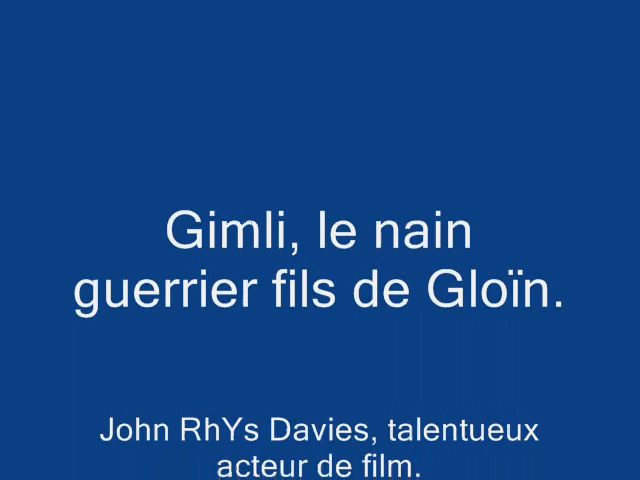 Gimli, le nain
guerrier fils de Gloïn.
John RhYs Davies, talentueux
acteur de film.